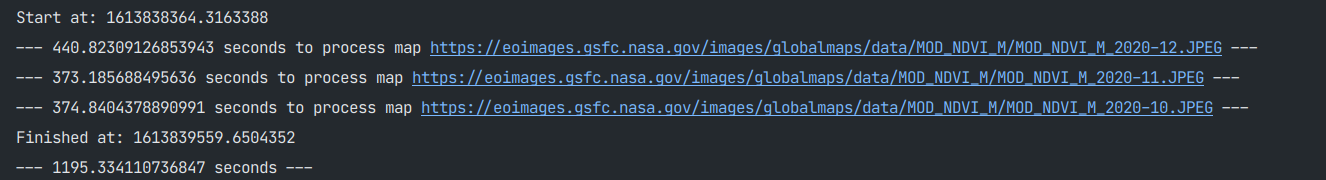 Start at: 1613838364.3163388
--- 440.82309126853943 seconds to process map https://eoimages.gsfc.nasa.gov/images/globalmaps/data/MOD_NDVI_M/MOD_NDVI_M_2020-12.JPEG ---
--- 373.185688495636 seconds to process map https://eoimages.gsfc.nasa.gov/images/globalmaps/data/MOD_NDVI_M/MOD_NDVI_M_2020-11.JPEG ---
--- 374.8404378890991 seconds to process map https://eoimages.gsfc.nasa.gov/images/globalmaps/data/MOD_NDVI_M/MOD_NDVI_M_2020-10.JPEG ---
Finished at: 1613839559.6504352
--- 1195.334110736847 seconds ---